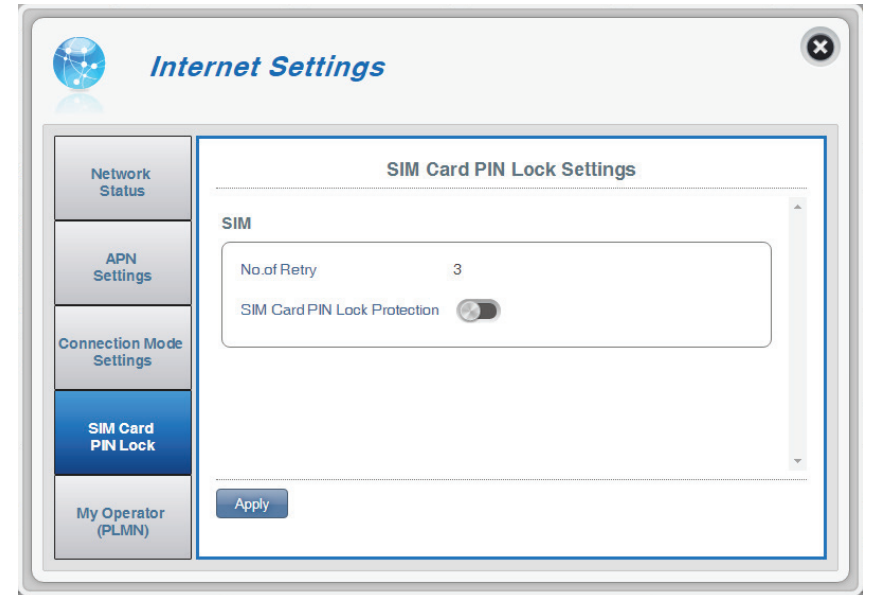 Internet Settings
Network
Status
APN
Settings
Connection Mode
Settings
SIM Card
PIN Lock
My Operator
(PLMN)
SIM Card PIN Lock Settings
SIM
No.of Retry 3
SIM Card PIN Lock Protection
Apply